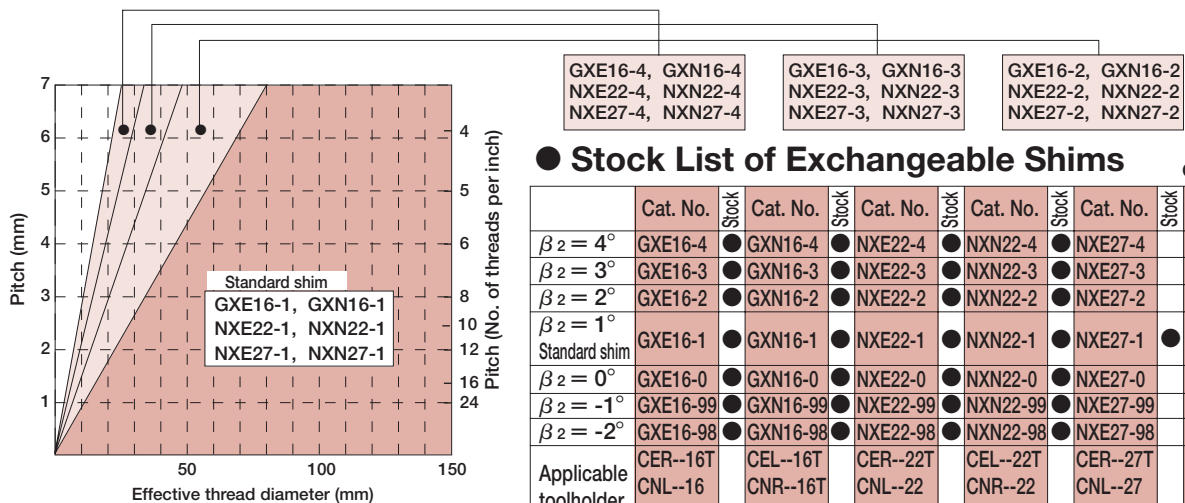 GXE16-4, GXN16-4
NXE22-4, NXN22-4
NXE27-4, NXN27-4
GXE16-3, GXN16-3
NXE22-3, NXN22-3
NXE27-3, NXN27-3
GXE16-2, GXN16-2
NXE22-2, NXN22-2
NXE27-2, NXN27-2
Pitch (mm)
7
6
5
4
3
2
1
50 100 150
Effective thread diameter (mm)
4
5
6
8
10
12
16
24
Pitch (No. of threads per inch)
Standard shim
GXE16-1, GXN16-1
NXE22-1, NXN22-1
NXE27-1, NXN27-1
● Stock List of Exchangeable Shims
Cat. No. Stock Cat. No. Stock Cat. No. Stock Cat. No. Stock Cat. No. Stock
β2 = 4° GXE16-4 ● GXN16-4 ● NXE22-4 ● NXN22-4 ● NXE27-4
β2 = 3° GXE16-3 ● GXN16-3 ● NXE22-3 ● NXN22-3 ● NXE27-3
β2 = 2° GXE16-2 ● GXN16-2 ● NXE22-2 ● NXN22-2 ● NXE27-2
β2 = 1°
Standard shim GXE16-1 ● GXN16-1 ● NXE22-1 ● NXN22-1 ● NXE27-1 ●
β2 = 0° GXE16-0 ● GXN16-0 ● NXE22-0 ● NXN22-0 ● NXE27-0
β2 = -1° GXE16-99 ● GXN16-99 ● NXE22-99 ● NXN22-99 ● NXE27-99
β2 = -2° GXE16-98 ● GXN16-98 ● NXE22-98 ● NXN22-98 ● NXE27-98
Applicable toolholder
CER--16T CEL--16T CER--22T CEL--22T CER--27T
CNL--16 CNR--16T CNL--22 CNR--22 CNL--27